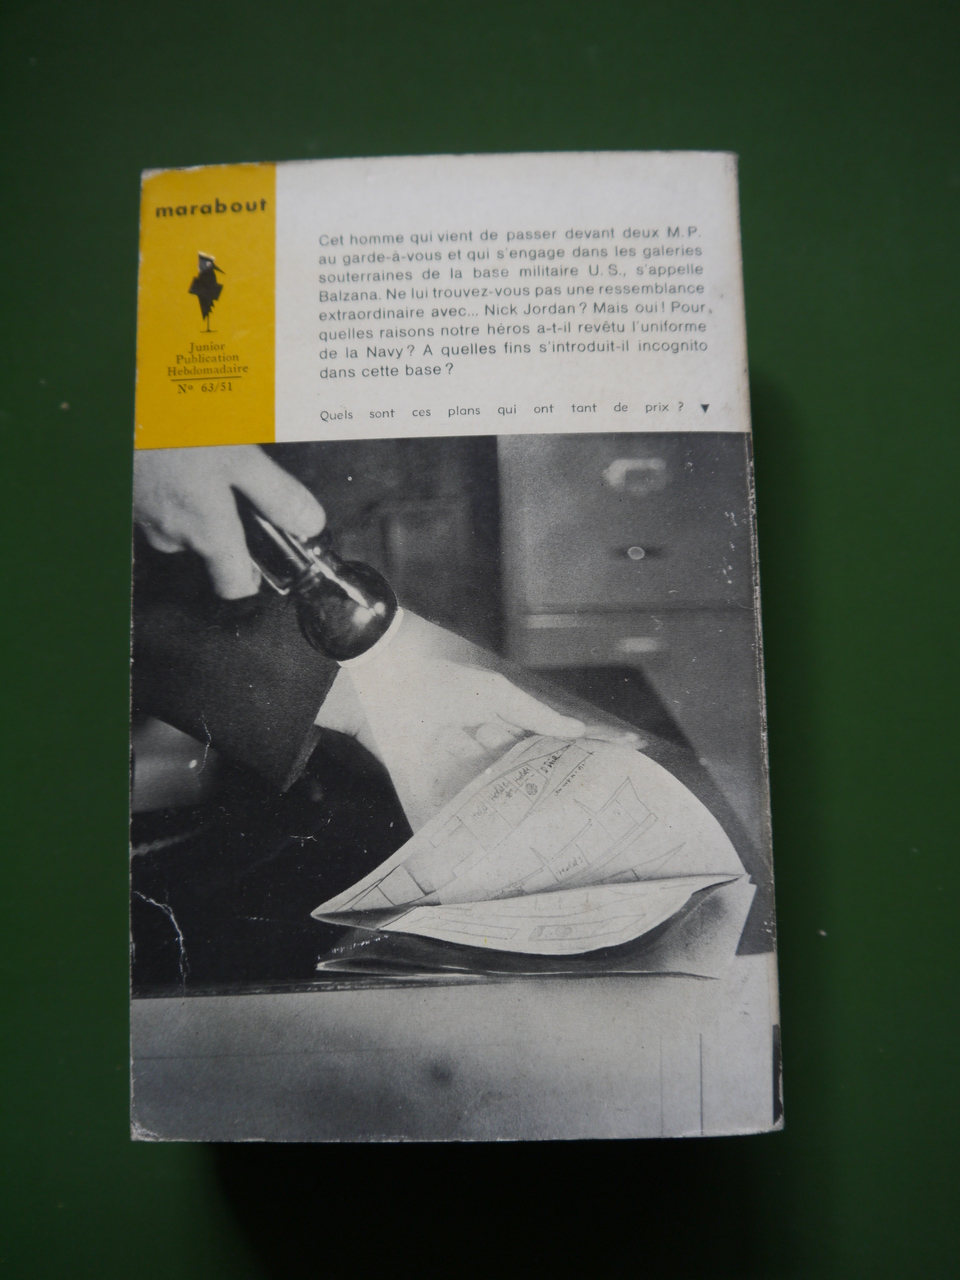 marabout
Junior
Publication
Hebdomadaire
Nº 63/51
Cet homme qui vient de passer devant deux M.P.
au garde-à-vous et qui s'engage dans les galeries
souterraines de la base militaire U.S., s'appelle
Balzana. Ne lui trouvez-vous pas une ressemblance
extraordinaire avec... Nick Jordan ? Mais oui ! Pour
quelles raisons notre héros a-t-il revêtu l'uniforme
de la Navy ? A quelles fins s'introduit-il incognito
dans cette base ?
Quels sont ces plans qui ont tant de prix ? ▼